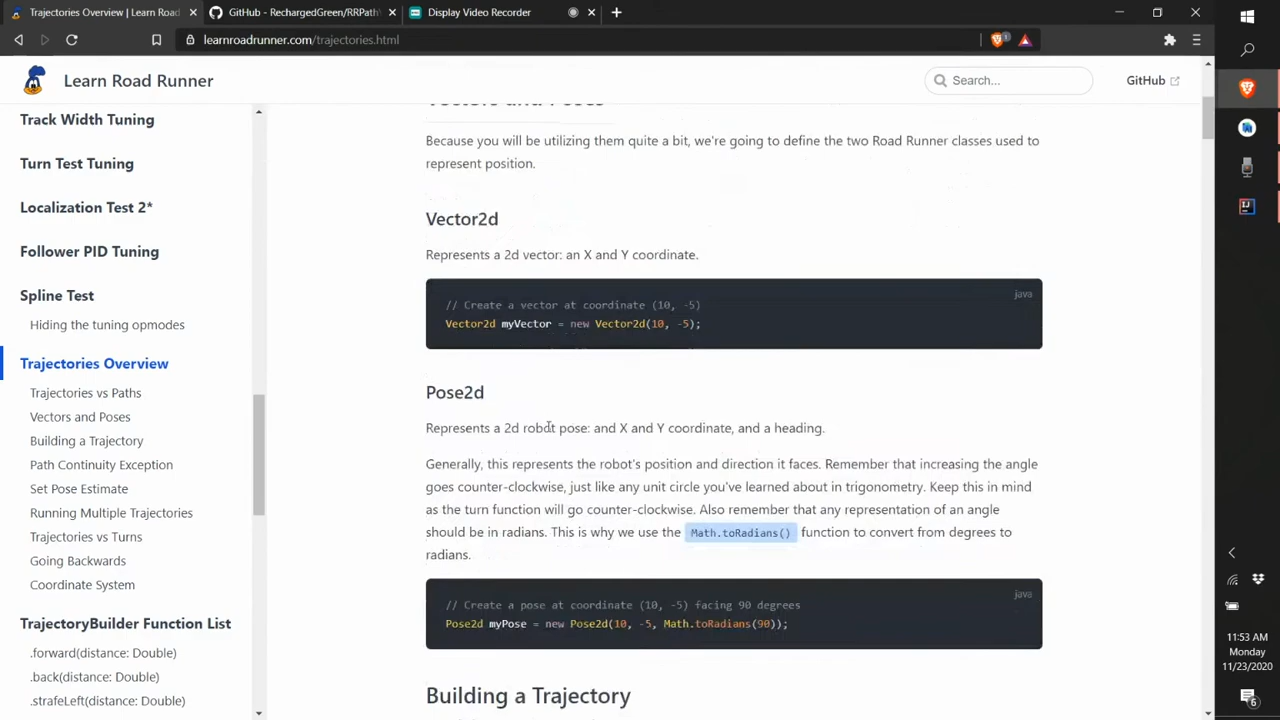 Trajectories Overview | Learn Road
GitHub - RechargedGreen/RRPath
Display Video Recorder
learnroadrunner.com/trajectories.html
Learn Road Runner
Search...
GitHub
Track Width Tuning
Turn Test Tuning
Localization Test 2*
Follower PID Tuning
Spline Test
Hiding the tuning opmodes
Trajectories Overview
Trajectories vs Paths
Vectors and Poses
Building a Trajectory
Path Continuity Exception
Set Pose Estimate
Running Multiple Trajectories
Trajectories vs Turns
Going Backwards
Coordinate System
TrajectoryBuilder Function List
.forward(distance: Double)
.back(distance: Double)
.strafeLeft(distance: Double)
Vectors and Poses
Because you will be utilizing them quite a bit, we're going to define the two Road Runner classes used to
represent position.
Vector2d
Represents a 2d vector: an X and Y coordinate.
java
// Create a vector at coordinate (10, -5)
Vector2d myVector = new Vector2d(10, -5);
Pose2d
Represents a 2d robot pose: and X and Y coordinate, and a heading.
Generally, this represents the robot's position and direction it faces. Remember that increasing the angle
goes counter-clockwise, just like any unit circle you've learned about in trigonometry. Keep this in mind
as the turn function will go counter-clockwise. Also remember that any representation of an angle
should be in radians. This is why we use the Math.toRadians() function to convert from degrees to
radians.
java
// Create a pose at coordinate (10, -5) facing 90 degrees
Pose2d myPose = new Pose2d(10, -5, Math.toRadians(90));
Building a Trajectory
11:53 AM
Monday
11/23/2020
6